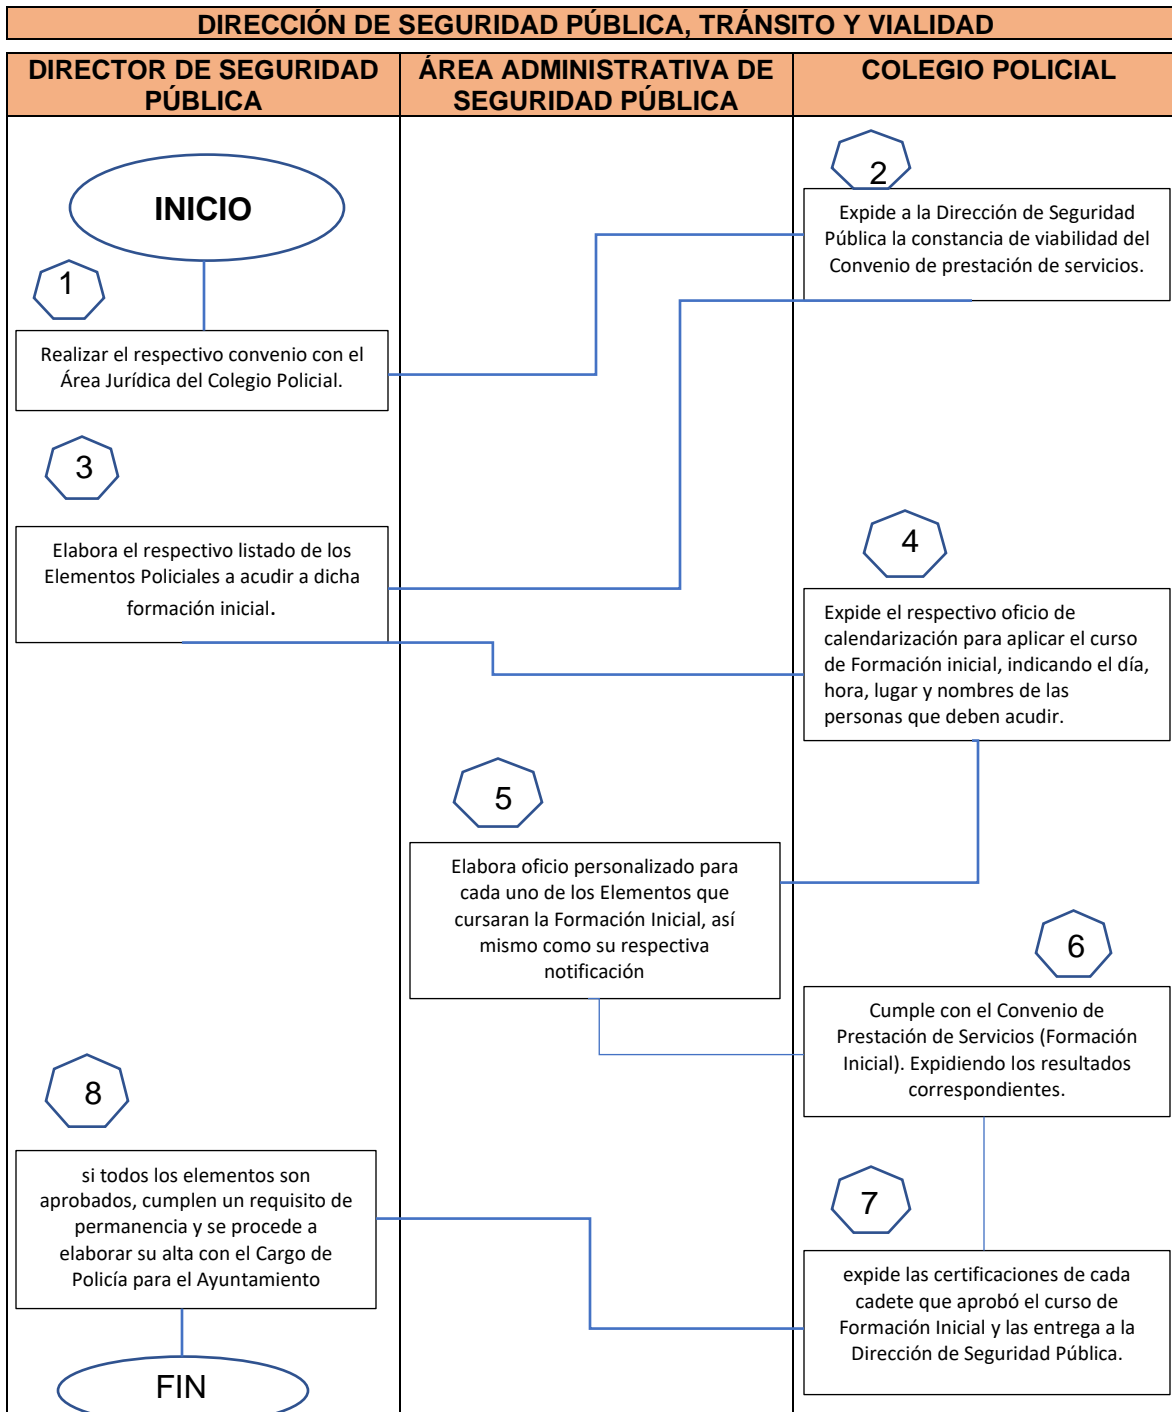 DIRECCIÓN DE SEGURIDAD PÚBLICA, TRÁNSITO Y VIALIDAD
DIRECTOR DE SEGURIDAD
PÚBLICA
ÁREA ADMINISTRATIVA DE
SEGURIDAD PÚBLICA
COLEGIO POLICIAL
INICIO
1
Realizar el respectivo convenio con el
Área Jurídica del Colegio Policial.
2
Expide a la Dirección de Seguridad
Pública la constancia de viabilidad del
Convenio de prestación de servicios.
3
Elabora el respectivo listado de los
Elementos Policiales a acudir a dicha
formación inicial.
4
Expide el respectivo oficio de
calendarización para aplicar el curso
de Formación inicial, indicando el día,
hora, lugar y nombres de las
personas que deben acudir.
5
Elabora oficio personalizado para
cada uno de los Elementos que
cursaran la Formación Inicial, así
mismo como su respectiva
notificación
6
Cumple con el Convenio de
Prestación de Servicios (Formación
Inicial). Expidiendo los resultados
correspondientes.
7
expide las certificaciones de cada
cadete que aprobó el curso de
Formación Inicial y las entrega a la
Dirección de Seguridad Pública.
8
si todos los elementos son
aprobados, cumplen un requisito de
permanencia y se procede a
elaborar su alta con el Cargo de
Policía para el Ayuntamiento
FIN